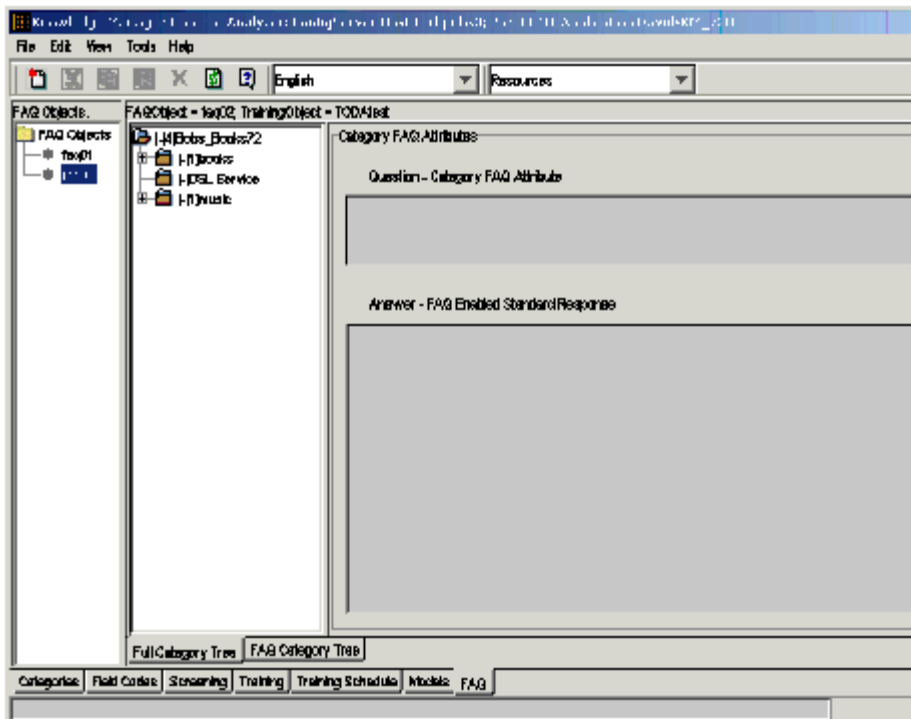 File Edit View Tools Help
English
Resources
FAQ Objects.
FAQObject = faq02, TrainingObject =
FAQ Objects
faq01
[-|4]Bobs_Books72
[-|1]books
[-]DSL Service
[-|1]music
Category FAQ Attributes
Question - Category FAQ Attribute
Answer - FAQ Enabled Standard Response
Full Category Tree
FAQ Category Tree
Categories
Field Codes
Screening
Training
Training Schedule
Models
FAQ